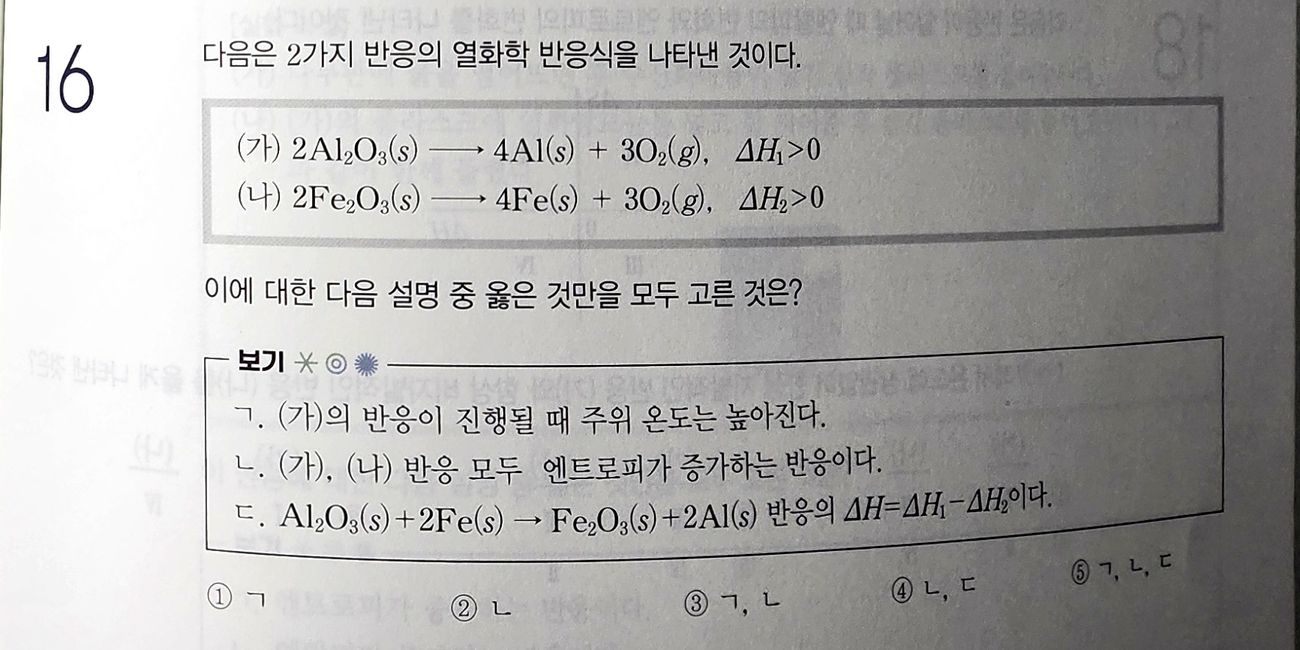 16
다음은 2가지 반응의 열화학 반응식을 나타낸 것이다.
(가) 2Al₂O₃(s) ⟶ 4Al(s) + 3O₂(g), ΔH₁>0
(나) 2Fe₂O₃(s) ⟶ 4Fe(s) + 3O₂(g), ΔH₂>0
이에 대한 다음 설명 중 옳은 것만을 모두 고른 것은?
보기
ㄱ. (가)의 반응이 진행될 때 주위 온도는 높아진다.
ㄴ. (가), (나) 반응 모두 엔트로피가 증가하는 반응이다.
ㄷ. Al₂O₃(s)+2Fe(s) → Fe₂O₃(s)+2Al(s) 반응의 ΔH=ΔH₁-ΔH₂이다.
① ㄱ ② ㄴ ③ ㄱ, ㄴ ④ ㄴ, ㄷ ⑤ ㄱ, ㄴ, ㄷ